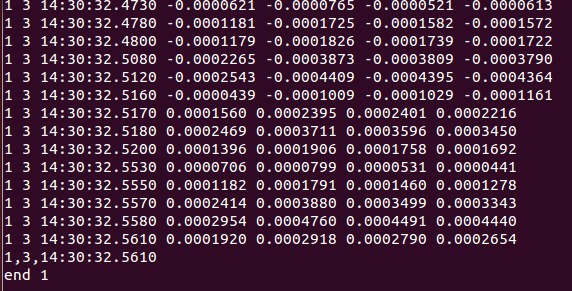 1 3 14:30:32.4730 -0.0000621 -0.0000765 -0.0000521 -0.0000613
1 3 14:30:32.4780 -0.0001181 -0.0001725 -0.0001582 -0.0001572
1 3 14:30:32.4800 -0.0001179 -0.0001826 -0.0001739 -0.0001722
1 3 14:30:32.5080 -0.0002265 -0.0003873 -0.0003809 -0.0003790
1 3 14:30:32.5120 -0.0002543 -0.0004409 -0.0004395 -0.0004364
1 3 14:30:32.5160 -0.0000439 -0.0001009 -0.0001029 -0.0001161
1 3 14:30:32.5170 0.0001560 0.0002395 0.0002401 0.0002216
1 3 14:30:32.5180 0.0002469 0.0003711 0.0003596 0.0003450
1 3 14:30:32.5200 0.0001396 0.0001906 0.0001758 0.0001692
1 3 14:30:32.5530 0.0000706 0.0000799 0.0000531 0.0000441
1 3 14:30:32.5550 0.0001182 0.0001791 0.0001460 0.0001278
1 3 14:30:32.5570 0.0002414 0.0003880 0.0003499 0.0003343
1 3 14:30:32.5580 0.0002954 0.0004760 0.0004491 0.0004440
1 3 14:30:32.5610 0.0001920 0.0002918 0.0002790 0.0002654
1,3,14:30:32.5610
end 1